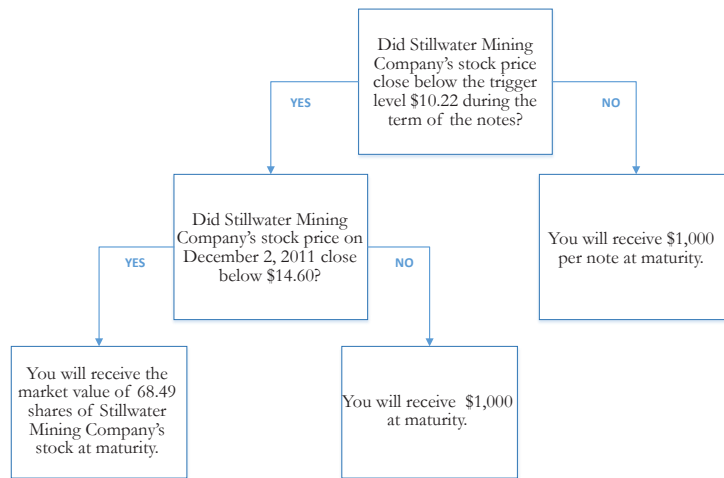 Did Stillwater Mining
Company's stock price
close below the trigger
level $10.22 during the
term of the notes?
YES
NO
Did Stillwater Mining
Company's stock price on
December 2, 2011 close
below $14.60?
You will receive $1,000
per note at maturity.
YES
NO
You will receive the
market value of 68.49
shares of Stillwater
Mining Company's
stock at maturity.
You will receive $1,000
at maturity.